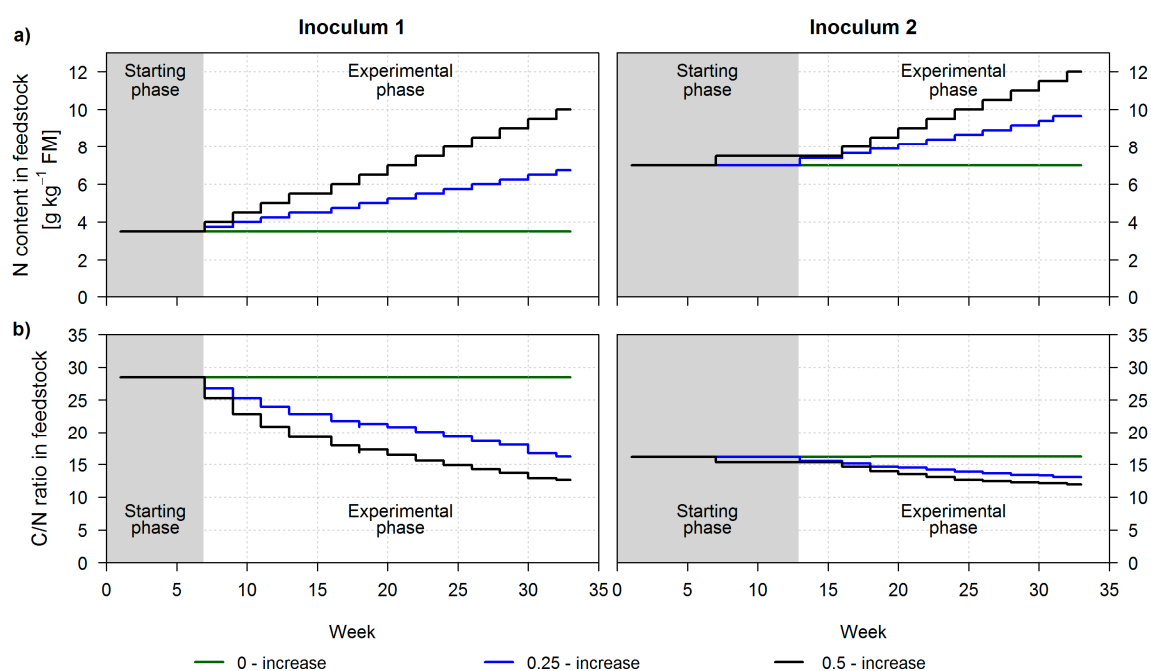 Inoculum 1
Inoculum 2
a)
N content in feedstock
[g kg⁻¹ FM]
12
10
8
6
4
2
0
Starting
phase
Experimental
phase
Starting
phase
Experimental
phase
12
10
8
6
4
2
0
b)
C/N ratio in feedstock
35
30
25
20
15
10
5
0
Starting
phase
Experimental
phase
Starting
phase
Experimental
phase
35
30
25
20
15
10
5
0
0 5 10 15 20 25 30 35
0 5 10 15 20 25 30 35
Week
Week
0 - increase
0.25 - increase
0.5 - increase